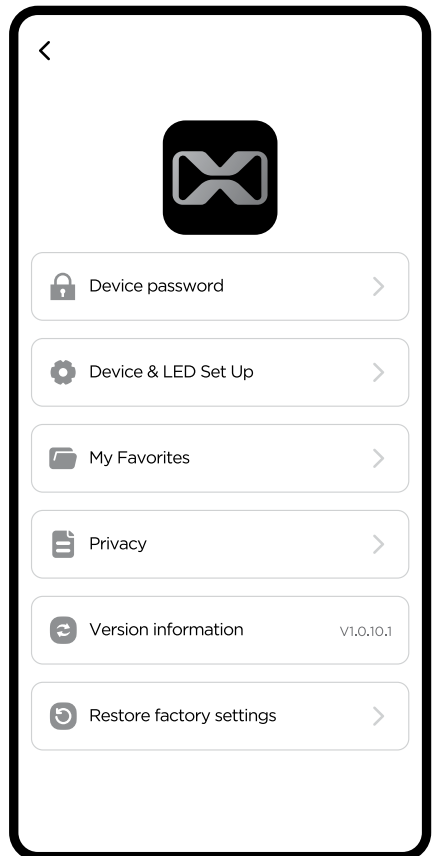 Device password
Device & LED Set Up
My Favorites
Privacy
Version information V1.0.10.1
Restore factory settings